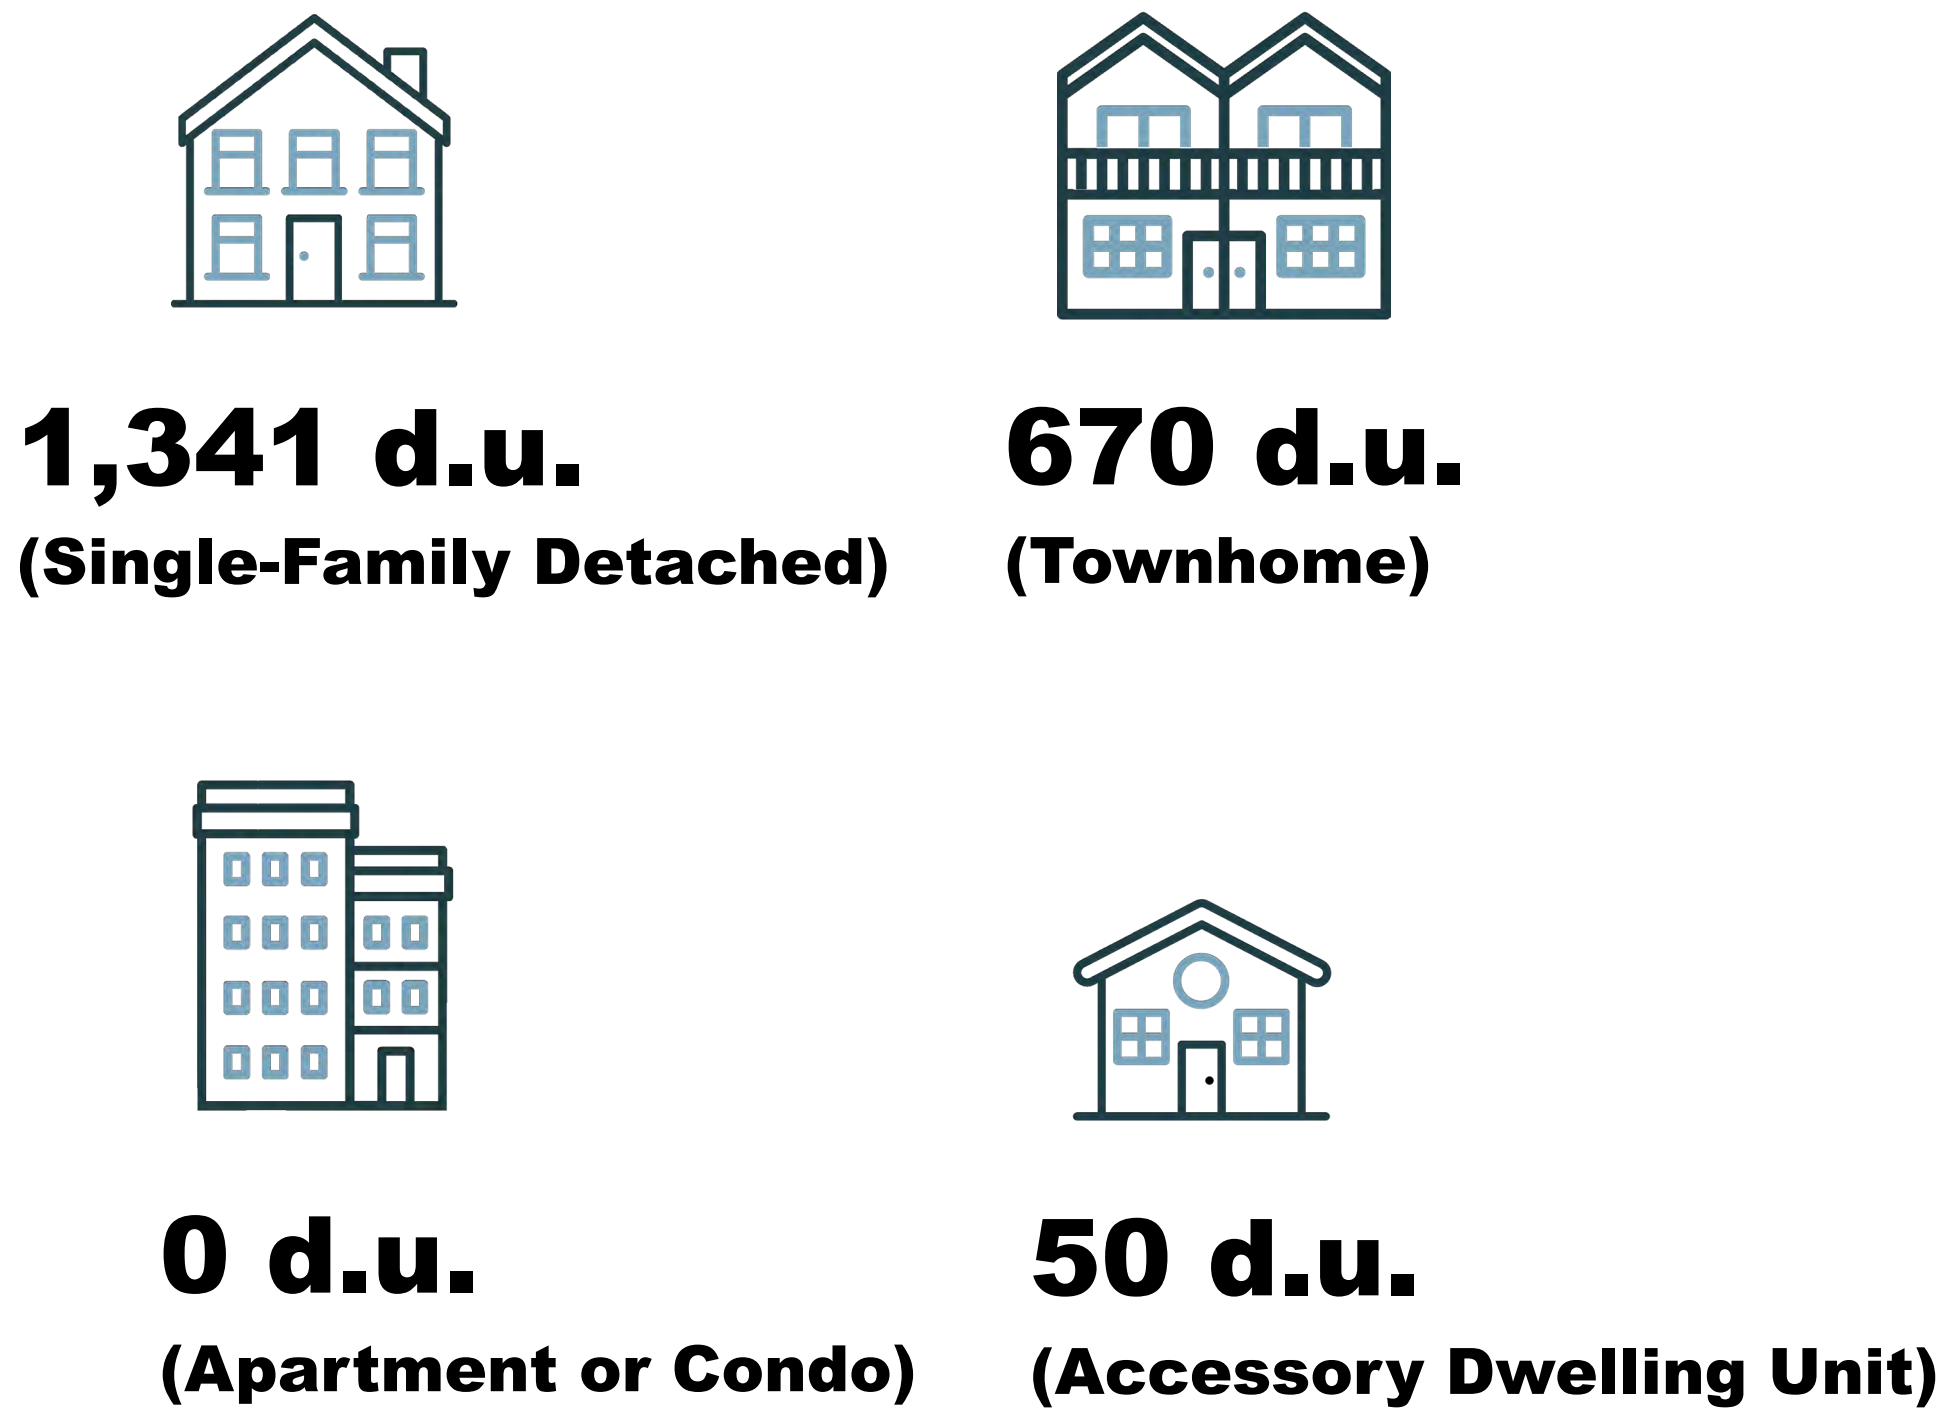 1,341 d.u.
(Single-Family Detached)
670 d.u.
(Townhome)
0 d.u.
(Apartment or Condo)
50 d.u.
(Accessory Dwelling Unit)